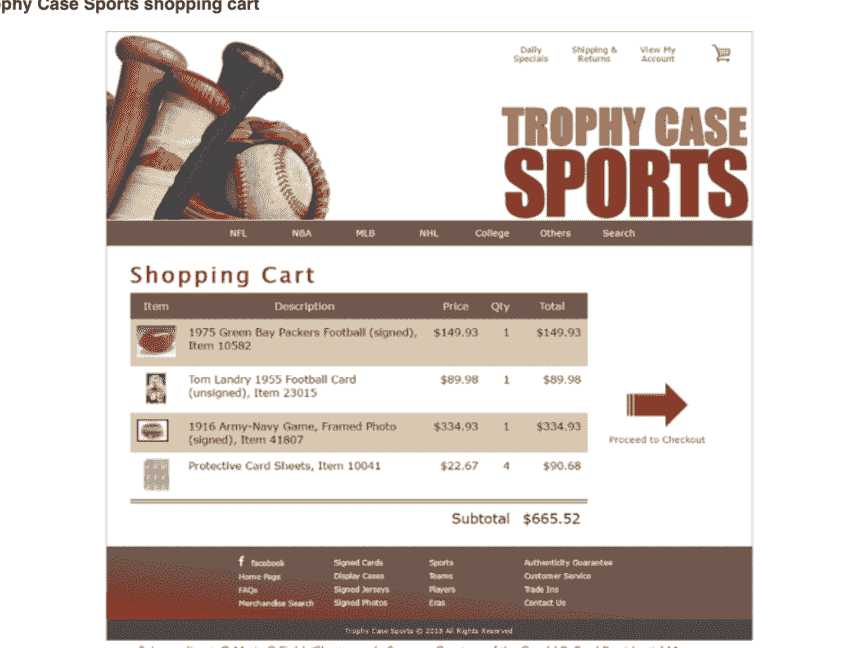 phy Case Sports shopping cart
Daily Specials
Shipping & Returns
View My Account
TROPHY CASE
SPORTS
NFL NBA MLB NHL College Others Search
Shopping Cart
Item Description Price Qty Total
1975 Green Bay Packers Football (signed), $149.93 1 $149.93
Item 10582
Tom Landry 1955 Football Card $89.98 1 $89.98
(unsigned), Item 23015
1916 Army-Navy Game, Framed Photo $334.93 1 $334.93
(signed), Item 41807
Protective Card Sheets, Item 10041 $22.67 4 $90.68
Proceed to Checkout
Subtotal $665.52
f facebook Signed Cards Sports Authenticity Guarantee
Home Page Display Cases Teams Customer Service
FAQs Signed Jerseys Players Trade Ins
Merchandise Search Signed Photos Eras Contact Us
Trophy Case Sports © 2018 All Rights Reserved